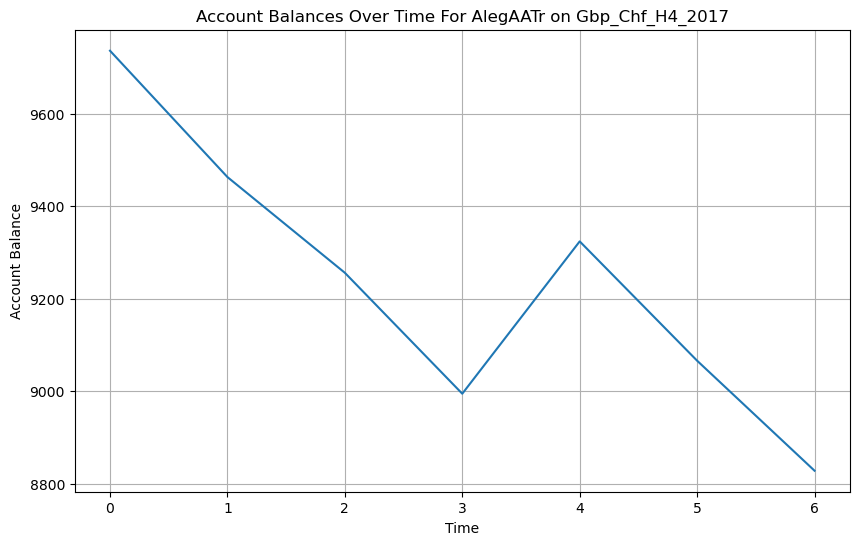 Account Balances Over Time For AlegAATr on Gbp_Chf_H4_2017
Account Balance
9600
9400
9200
9000
8800
0 1 2 3 4 5 6
Time